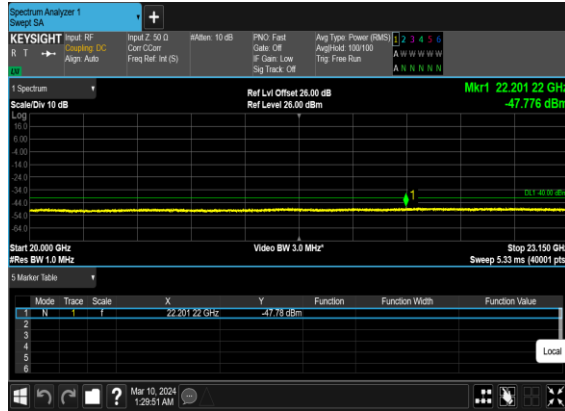 Spectrum Analyzer 1
Swept SA
+
KEYSIGHT Input: RF Input Z: 50 Ω #Atten: 10 dB PNO: Fast Avg Type: Power (RMS) 1 2 3 4 5 6
R T Coupling: DC Corr CCorr Gate: Off Avg|Hold: 100/100 A W W W W W
Align: Auto Freq Ref: Int (S) IF Gain: Low Trig: Free Run
Sig Track: Off A N N N N N
1 Spectrum Ref Lvl Offset 26.00 dB Mkr1 22.201 22 GHz
Scale/Div 10 dB Ref Level 26.00 dBm -47.776 dBm
Log
16.0
6.00
-4.00
-14.0
-24.0
-34.0
DL1 -40.00 dBm
1
-44.0
-54.0
-64.0
Start 20.000 GHz Video BW 3.0 MHz* Stop 23.150 GHz
#Res BW 1.0 MHz Sweep 5.33 ms (40001 pts)
5 Marker Table
Mode Trace Scale X Y Function Function Width Function Value
1 N 1 f 22.201 22 GHz -47.78 dBm
2
3
4
5
6
Local
? Mar 10, 2024
1:29:51 AM